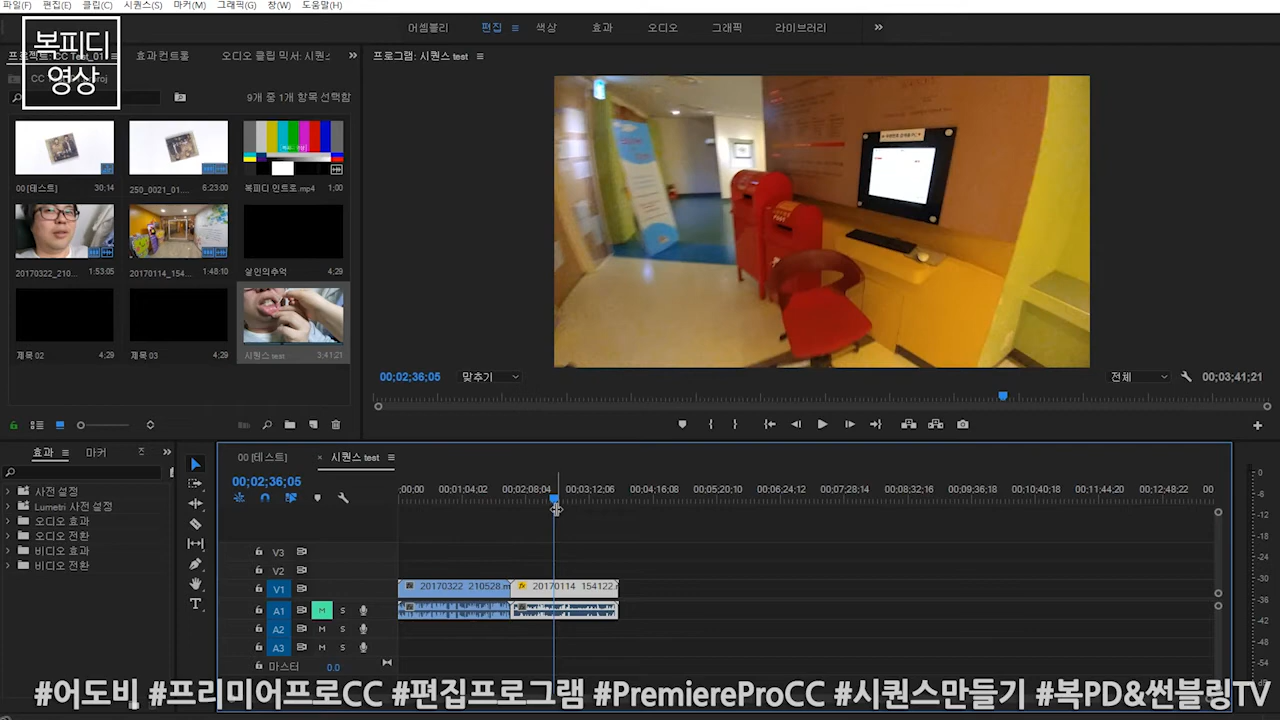 파일(F) 편집(E) 클립(C) 시퀀스(S) 마커(M) 그래픽(G) 창(W) 도움말(H)
어셈블리 편집 색상 효과 오디오 그래픽 라이브러리
복피디
영상
프로젝트: CC Test_01 효과 컨트롤 오디오 클립 믹서: 시퀀스
프로그램: 시퀀스 test
9개 중 1개 항목 선택함
00 [테스트] 30;14
250_0021_01.... 6;23:00
복피디 인트로.mp4 1:00
20170322_210... 1:53:05
20170114_154... 1:48:10
살인의추억 4;29
제목 02 4;29
제목 03 4;29
시퀀스 test 3;41;21
00;02;36;05 맞추기 전체 00;03;41;21
효과 마커
사전 설정
Lumetri 사전 설정
오디오 효과
오디오 전환
비디오 효과
비디오 전환
00 [테스트] × 시퀀스 test
00;02;36;05
;00;00 00;01;04;02 00;02;08;04 00;03;12;06 00;04;16;08 00;05;20;10 00;06;24;12 00;07;28;14 00;08;32;16 00;09;36;18 00;10;40;18 00;11;44;20 00;12;48;22 00
V3
V2
V1 20170322_210528.m fx 20170114_154122.r
A1 M S
A2 M S
A3 M S
마스터 0.0
0
-6
-12
-18
-24
-30
-36
-42
-48
-54
#어도비 #프리미어프로CC #편집프로그램 #PremiereProCC #시퀀스만들기 #복PD&썬블링TV